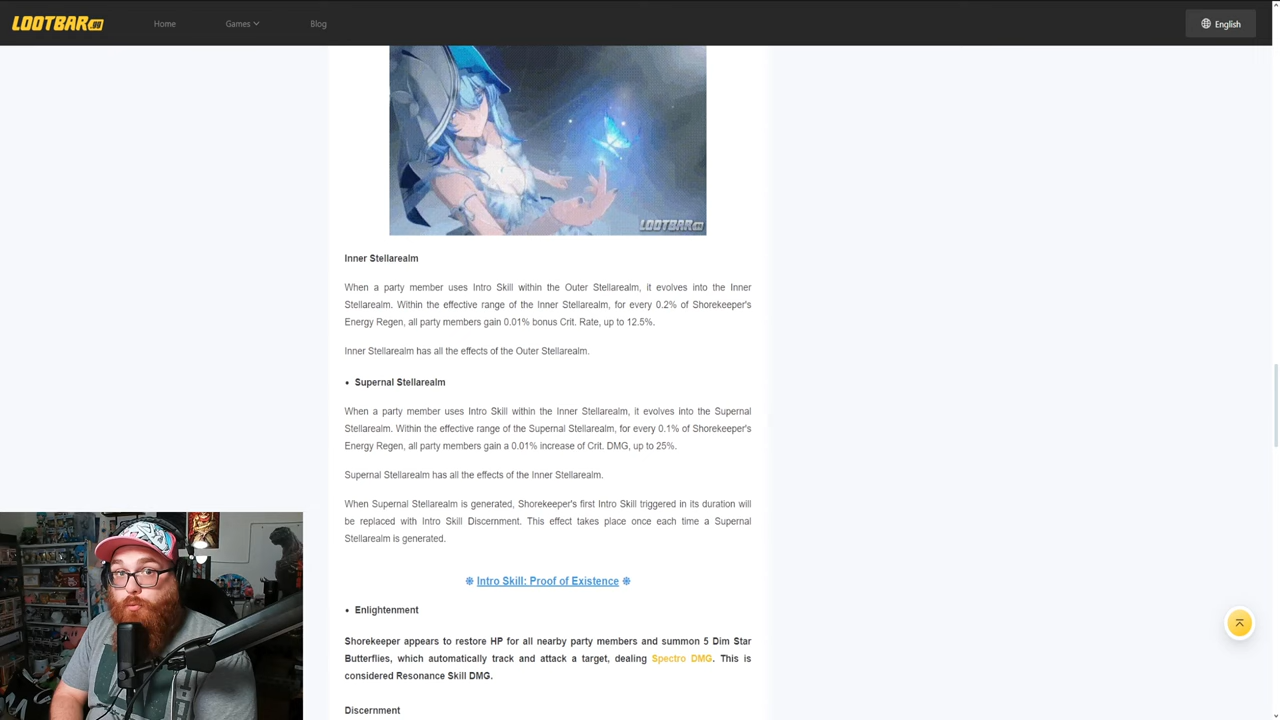 LOOTBAR.GG
Home
Games
Blog
English
LOOTBAR.GG
Inner Stellarealm
When a party member uses Intro Skill within the Outer Stellarealm, it evolves into the Inner
Stellarealm. Within the effective range of the Inner Stellarealm, for every 0.2% of Shorekeeper's
Energy Regen, all party members gain 0.01% bonus Crit. Rate, up to 12.5%.
Inner Stellarealm has all the effects of the Outer Stellarealm.
• Supernal Stellarealm
When a party member uses Intro Skill within the Inner Stellarealm, it evolves into the Supernal
Stellarealm. Within the effective range of the Supernal Stellarealm, for every 0.1% of Shorekeeper's
Energy Regen, all party members gain a 0.01% increase of Crit. DMG, up to 25%.
Supernal Stellarealm has all the effects of the Inner Stellarealm.
When Supernal Stellarealm is generated, Shorekeeper's first Intro Skill triggered in its duration will
be replaced with Intro Skill Discernment. This effect takes place once each time a Supernal
Stellarealm is generated.
❋ Intro Skill: Proof of Existence ❋
• Enlightenment
Shorekeeper appears to restore HP for all nearby party members and summon 5 Dim Star
Butterflies, which automatically track and attack a target, dealing Spectro DMG. This is
considered Resonance Skill DMG.
Discernment